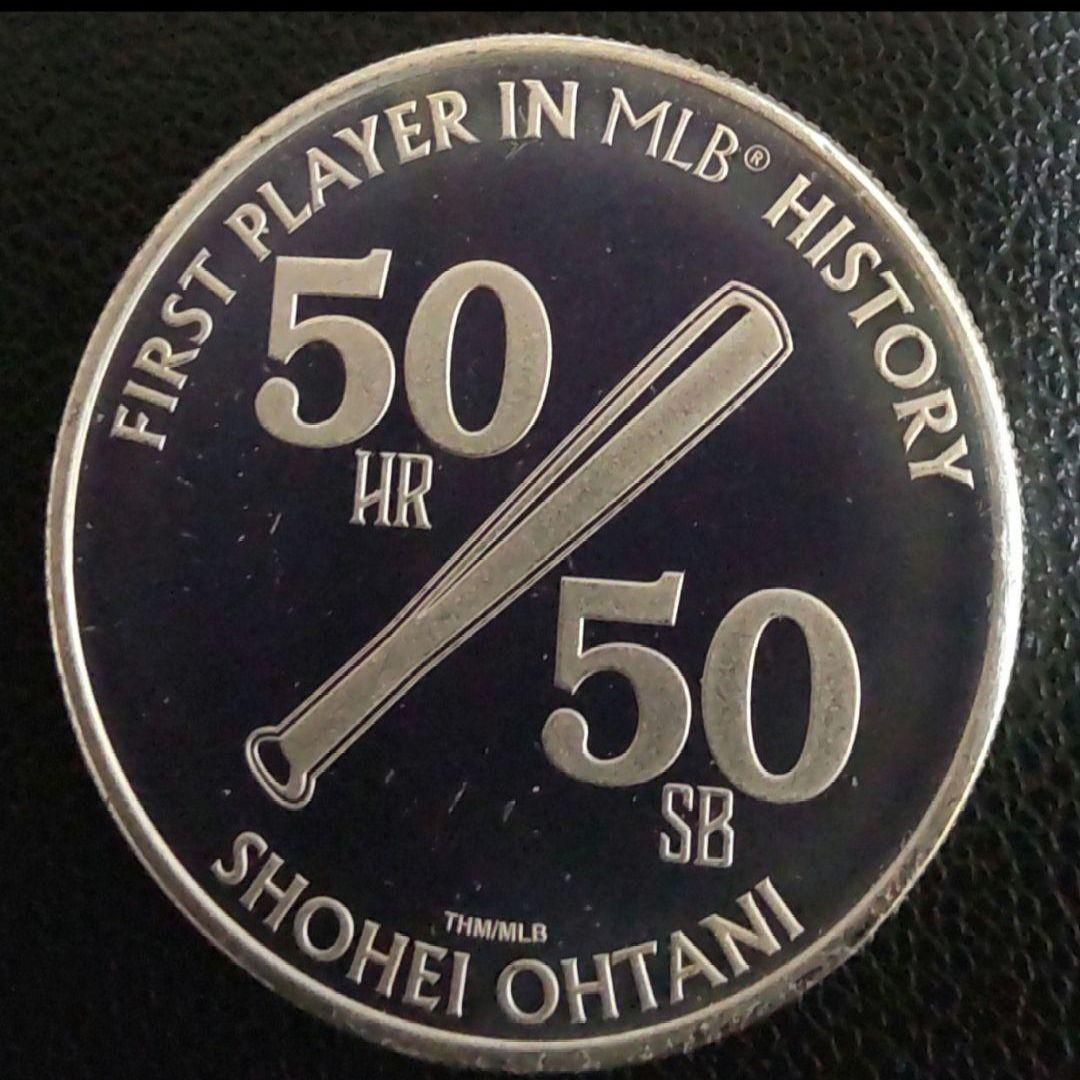 FIRST PLAYER IN MLB® HISTORY
50
HR
50
SB
THM/MLB
SHOHEI OHTANI